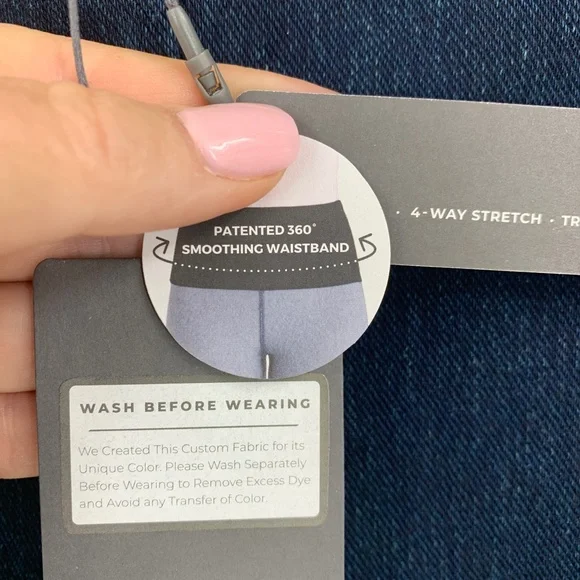 · 4-WAY STRETCH ·
PATENTED 360°
SMOOTHING WAISTBAND
WASH BEFORE WEARING
We Created This Custom Fabric for its
Unique Color. Please Wash Separately
Before Wearing to Remove Excess Dye
and Avoid any Transfer of Color.